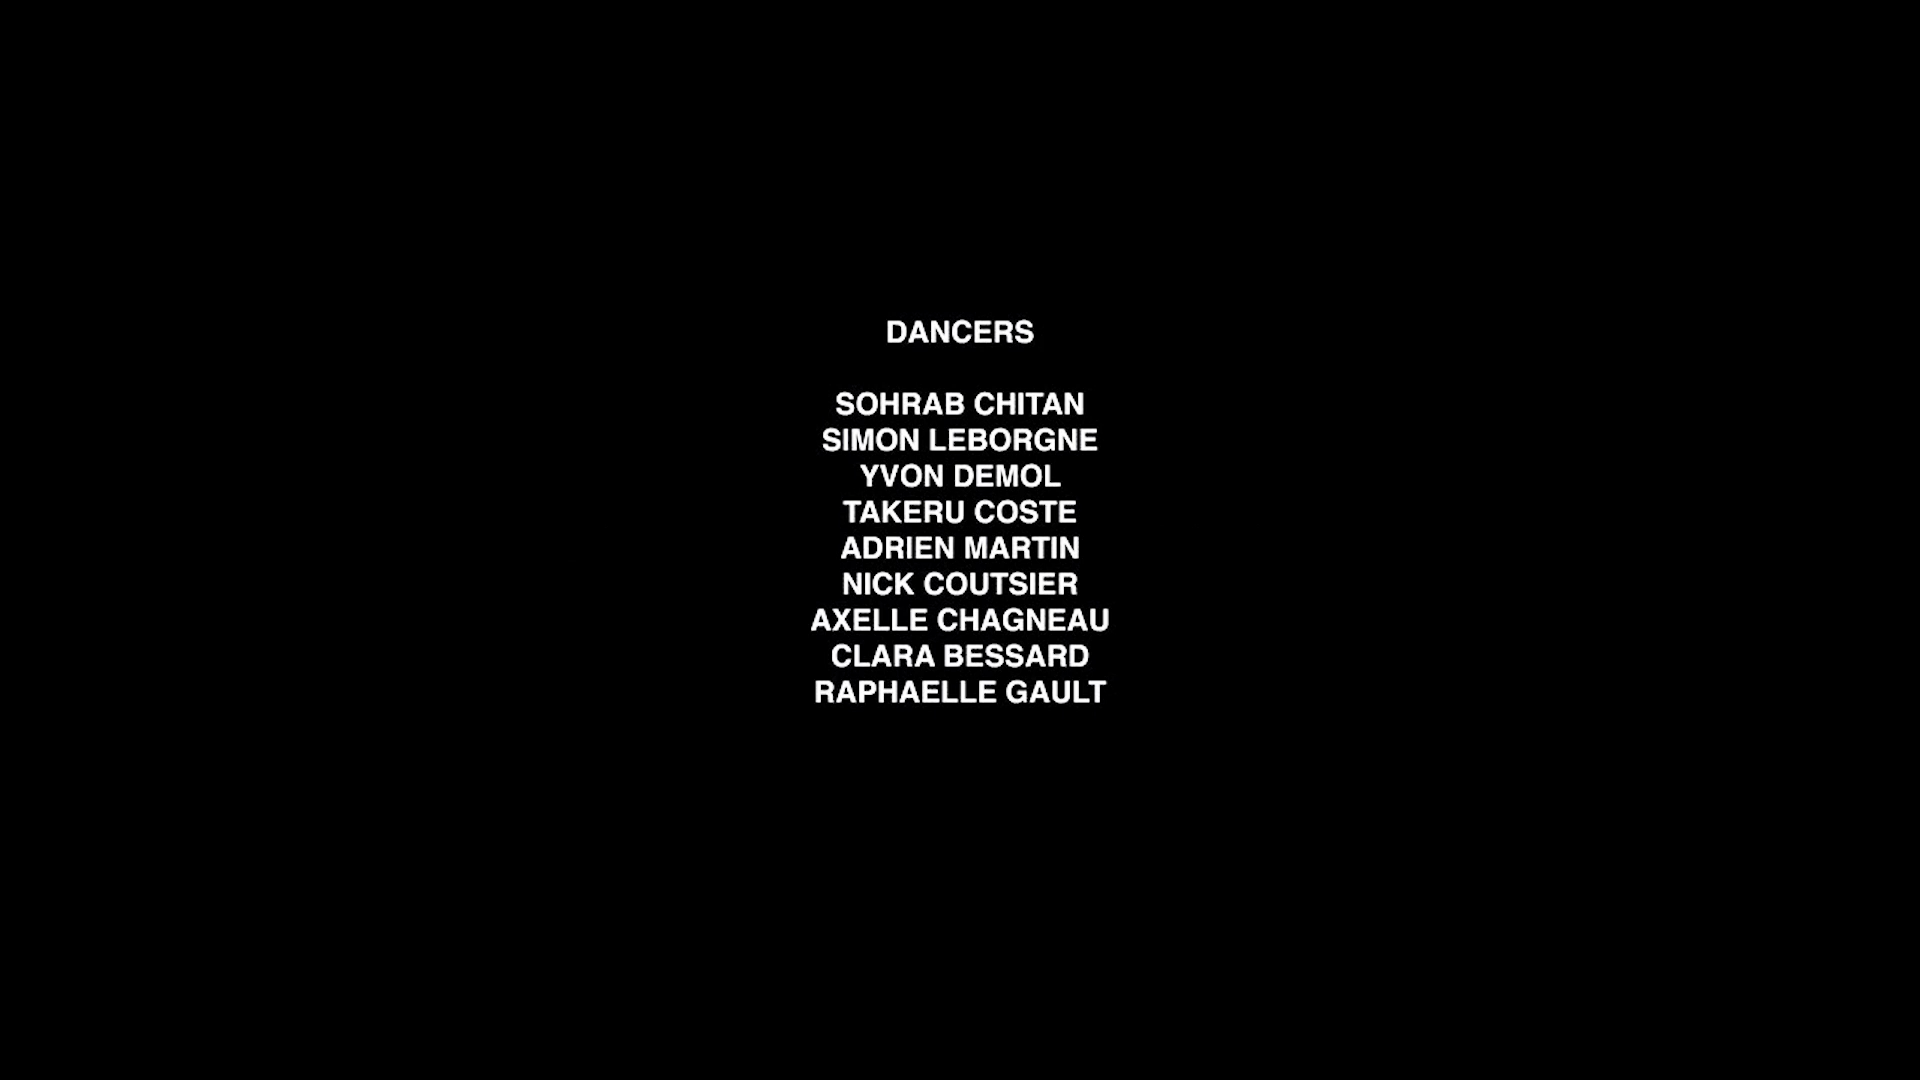 DANCERS
SOHRAB CHITAN
SIMON LEBORGNE
YVON DEMOL
TAKERU COSTE
ADRIEN MARTIN
NICK COUTSIER
AXELLE CHAGNEAU
CLARA BESSARD
RAPHAELLE GAULT